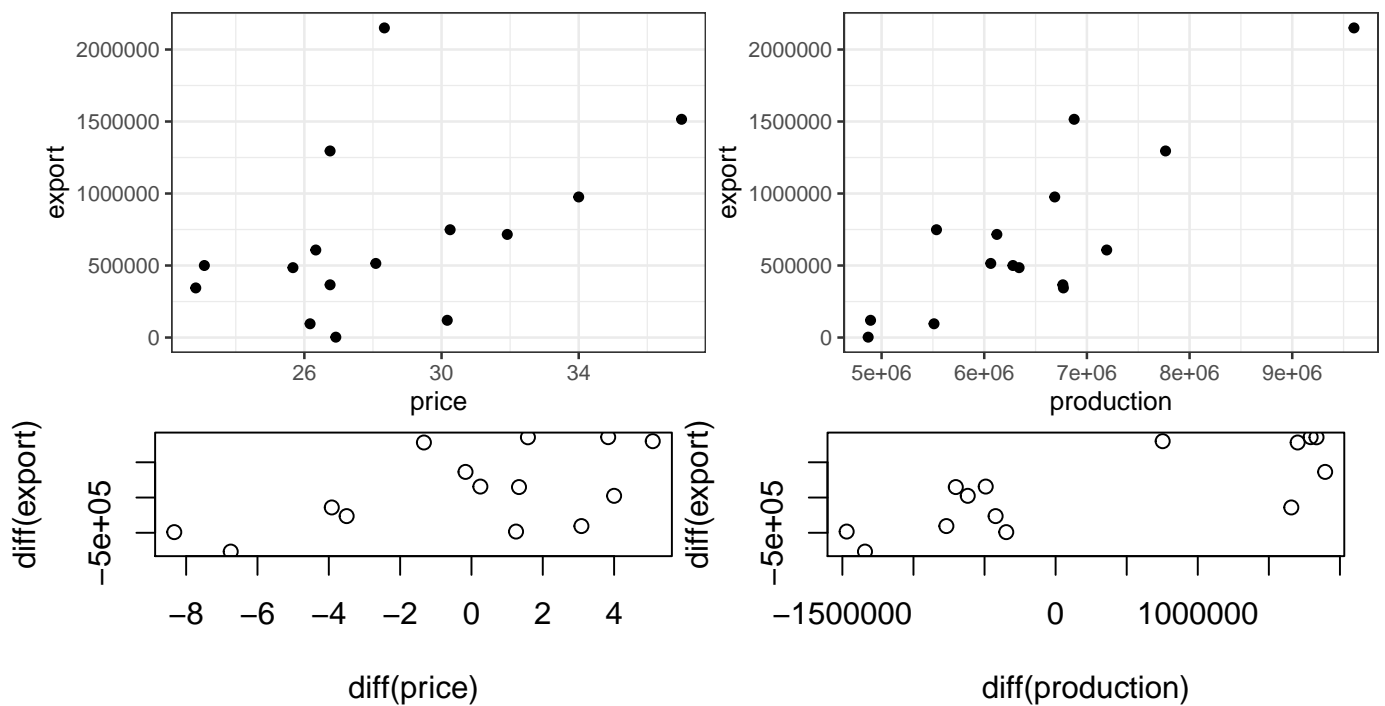 2000000
1500000
1000000
500000
0
export
26 30 34
price
2000000
1500000
1000000
500000
0
export
5e+06 6e+06 7e+06 8e+06 9e+06
production
diff(export)
−5e+05
−8 −6 −4 −2 0 2 4
diff(price)
diff(export)
−5e+05
−1500000 0 1000000
diff(production)